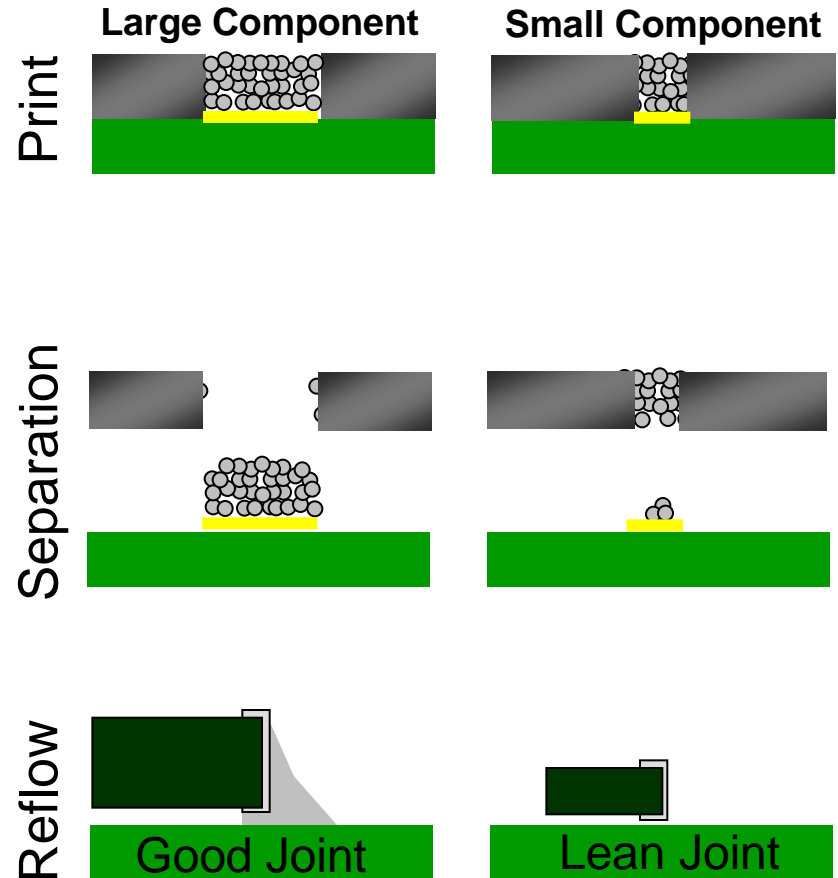 Large Component
Small Component
Print
Separation
Reflow
Good Joint
Lean Joint